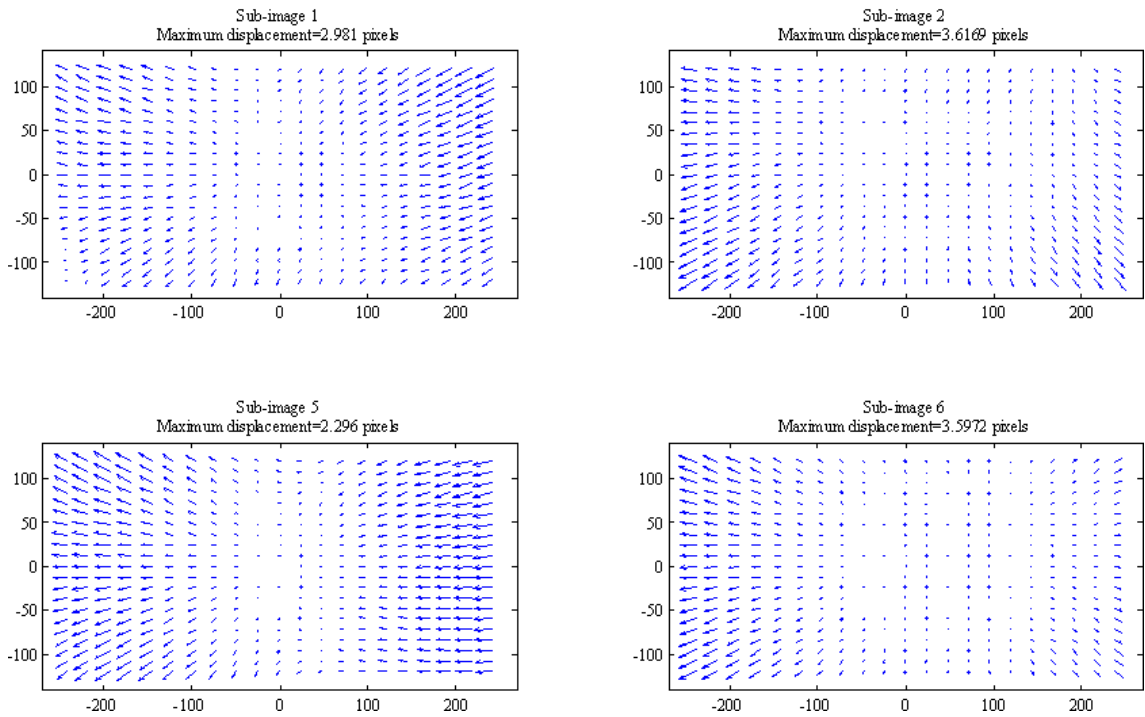 Sub-image 1
Maximum displacement=2.981 pixels
100
50
0
-50
-100
-200 -100 0 100 200
Sub-image 2
Maximum displacement=3.6169 pixels
100
50
0
-50
-100
-200 -100 0 100 200
Sub-image 5
Maximum displacement=2.296 pixels
100
50
0
-50
-100
-200 -100 0 100 200
Sub-image 6
Maximum displacement=3.5972 pixels
100
50
0
-50
-100
-200 -100 0 100 200